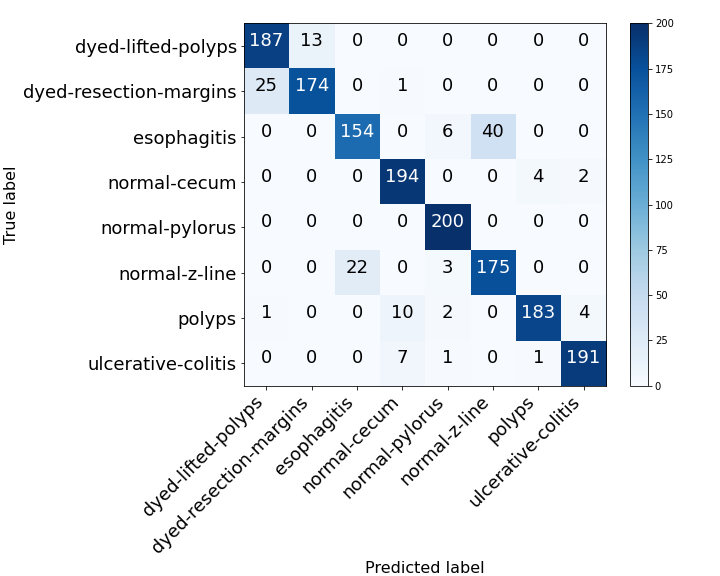 dyed-lifted-polyps 187 13 0 0 0 0 0 0
dyed-resection-margins 25 174 0 1 0 0 0 0
esophagitis 0 0 154 0 6 40 0 0
normal-cecum 0 0 0 194 0 0 4 2
normal-pylorus 0 0 0 0 200 0 0 0
normal-z-line 0 0 22 0 3 175 0 0
polyps 1 0 0 10 2 0 183 4
ulcerative-colitis 0 0 0 7 1 0 1 191
True label
dyed-lifted-polyps
dyed-resection-margins
esophagitis
normal-cecum
normal-pylorus
normal-z-line
polyps
ulcerative-colitis
Predicted label
200
175
150
125
100
75
50
25
0